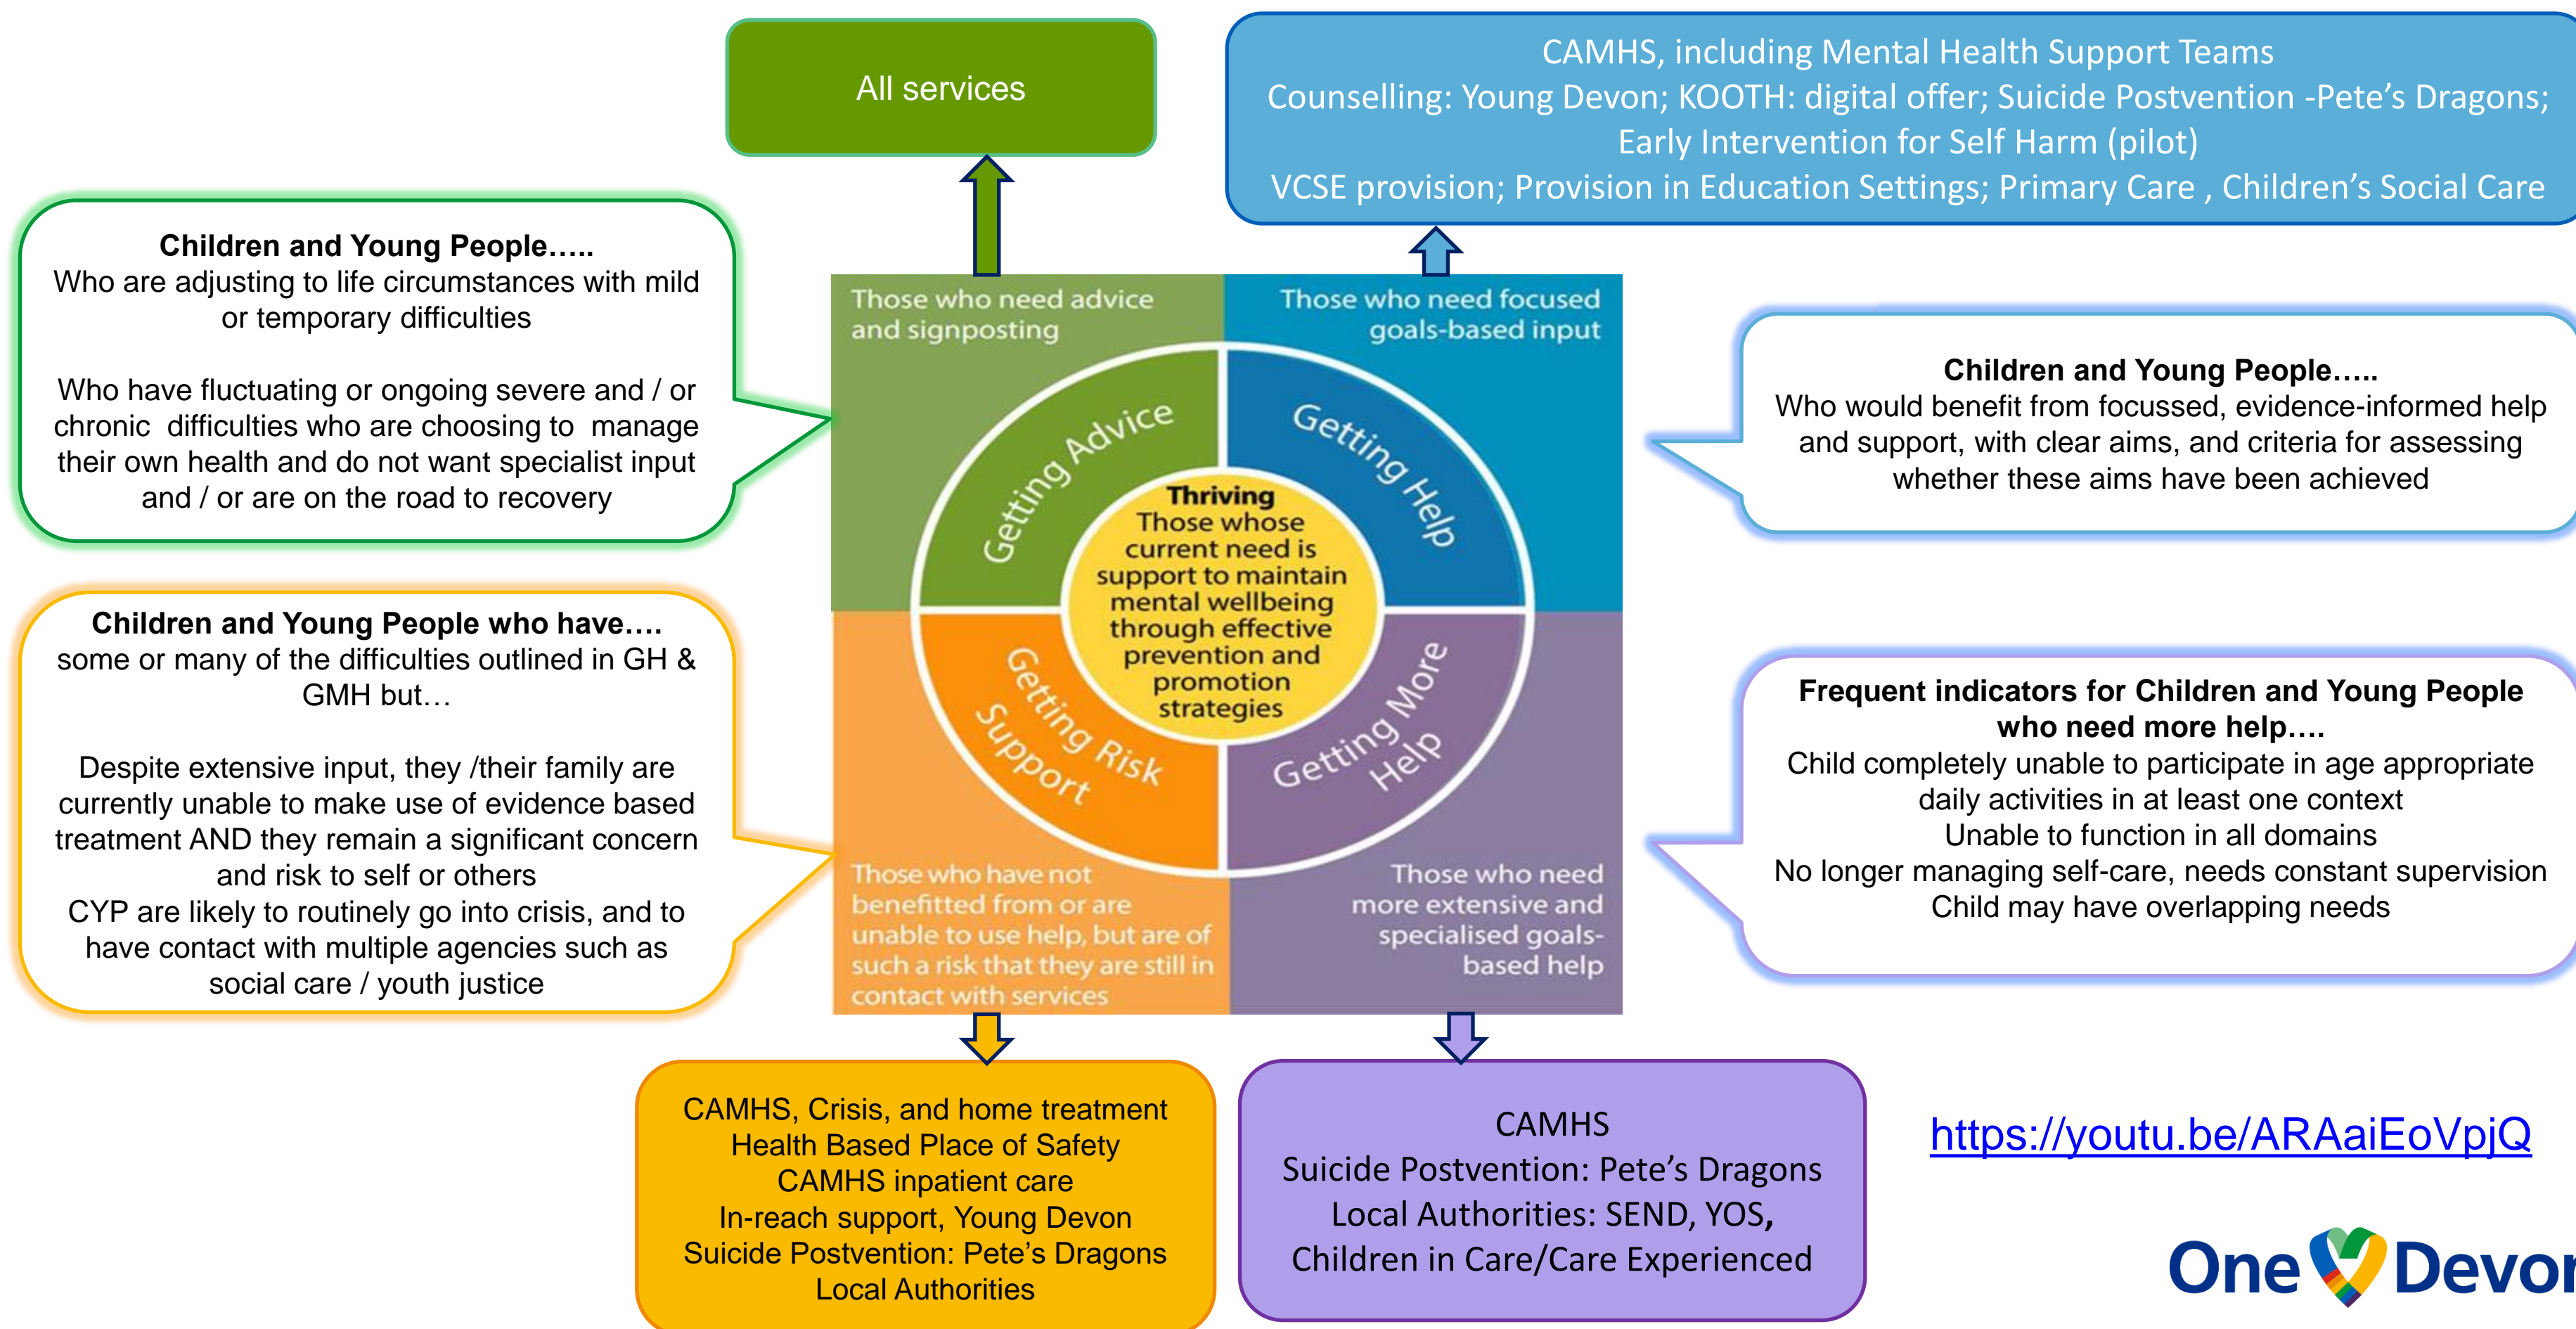 All services
CAMHS, including Mental Health Support Teams
Counselling: Young Devon; KOOTH: digital offer; Suicide Postvention -Pete’s Dragons;
Early Intervention for Self Harm (pilot)
VCSE provision; Provision in Education Settings; Primary Care , Children’s Social Care
Children and Young People…..
Who are adjusting to life circumstances with mild
or temporary difficulties
Who have fluctuating or ongoing severe and / or
chronic difficulties who are choosing to manage
their own health and do not want specialist input
and / or are on the road to recovery
Those who need advice
and signposting
Those who need focused
goals-based input
Getting Advice
Getting Help
Thriving
Those whose
current need is
support to maintain
mental wellbeing
through effective
prevention and
promotion
strategies
Getting Risk
Support
Getting More
Help
Those who have not
benefitted from or are
unable to use help, but are of
such a risk that they are still in
contact with services
Those who need
more extensive and
specialised goals-
based help
Children and Young People…..
Who would benefit from focussed, evidence-informed help
and support, with clear aims, and criteria for assessing
whether these aims have been achieved
Children and Young People who have….
some or many of the difficulties outlined in GH &
GMH but…
Despite extensive input, they /their family are
currently unable to make use of evidence based
treatment AND they remain a significant concern
and risk to self or others
CYP are likely to routinely go into crisis, and to
have contact with multiple agencies such as
social care / youth justice
Frequent indicators for Children and Young People
who need more help….
Child completely unable to participate in age appropriate
daily activities in at least one context
Unable to function in all domains
No longer managing self-care, needs constant supervision
Child may have overlapping needs
CAMHS, Crisis, and home treatment
Health Based Place of Safety
CAMHS inpatient care
In-reach support, Young Devon
Suicide Postvention: Pete’s Dragons
Local Authorities
CAMHS
Suicide Postvention: Pete’s Dragons
Local Authorities: SEND, YOS,
Children in Care/Care Experienced
https://youtu.be/ARAaiEoVpjQ
One Devon